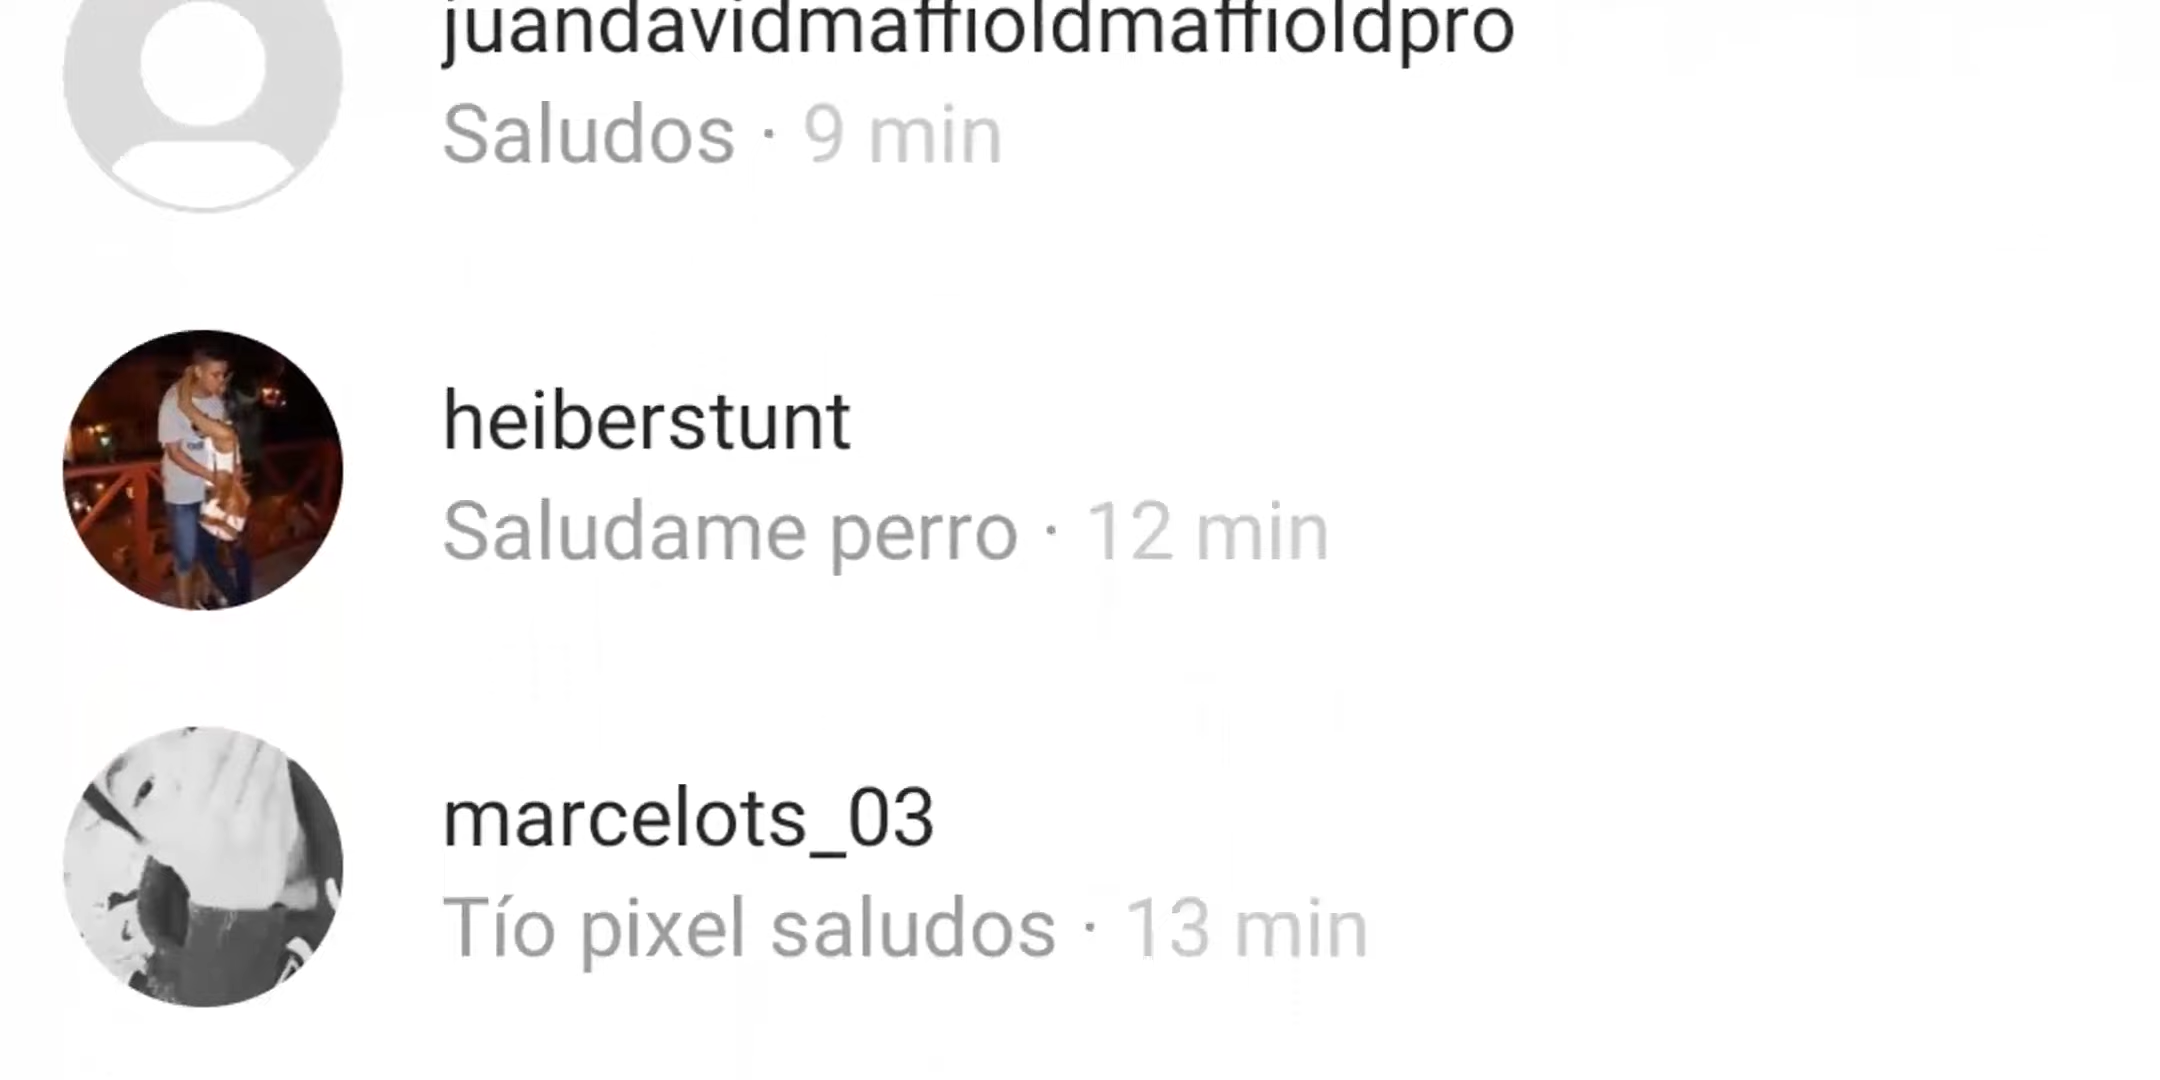 juandavidmaffioldmaffioldpro
Saludos · 9 min
heiberstunt
Saludame perro · 12 min
marcelots_03
Tío pixel saludos · 13 min